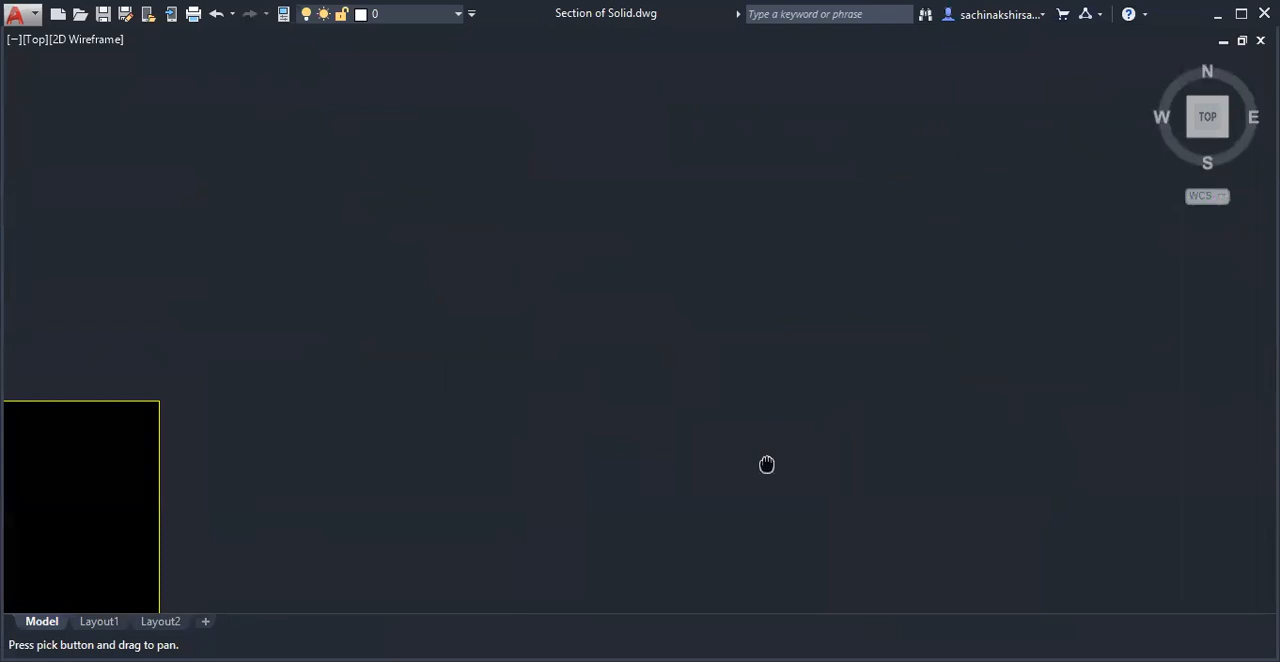 A 0 Section of Solid.dwg Type a keyword or phrase sachinakshirsa... ?
[−][Top][2D Wireframe]
N
W TOP E
S
WCS
Model Layout1 Layout2 +
Press pick button and drag to pan.